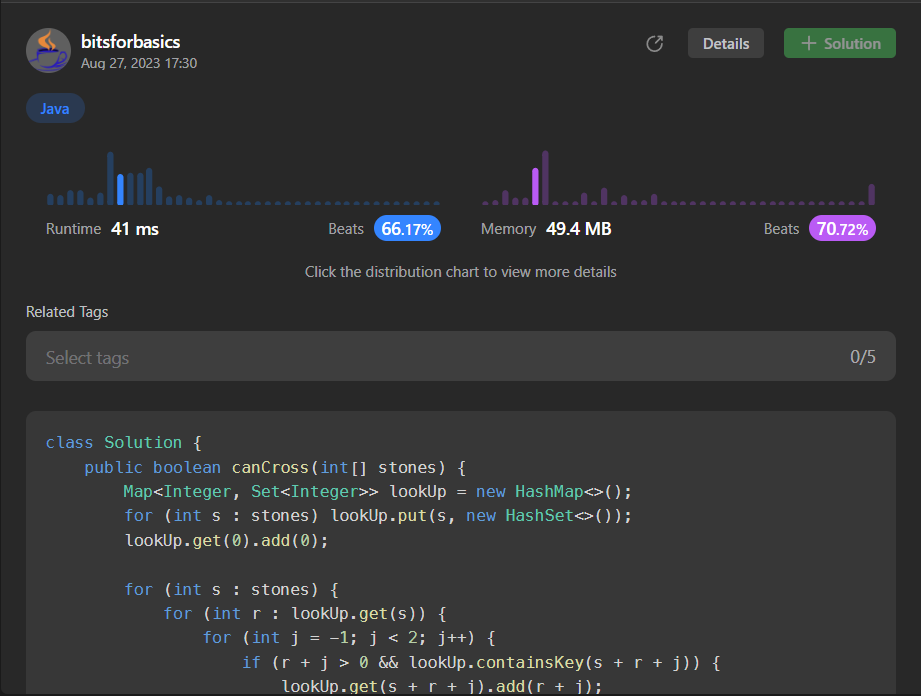 bitsforbasics
Aug 27, 2023 17:30
Details
+ Solution
Java
Runtime 41 ms Beats 66.17%
Memory 49.4 MB Beats 70.72%
Click the distribution chart to view more details
Related Tags
Select tags 0/5
class Solution {
    public boolean canCross(int[] stones) {
        Map<Integer, Set<Integer>> lookUp = new HashMap<>();
        for (int s : stones) lookUp.put(s, new HashSet<>());
        lookUp.get(0).add(0);
        for (int s : stones) {
            for (int r : lookUp.get(s)) {
                for (int j = -1; j < 2; j++) {
                    if (r + j > 0 && lookUp.containsKey(s + r + j)) {
                        lookUp.get(s + r + j).add(r + j);